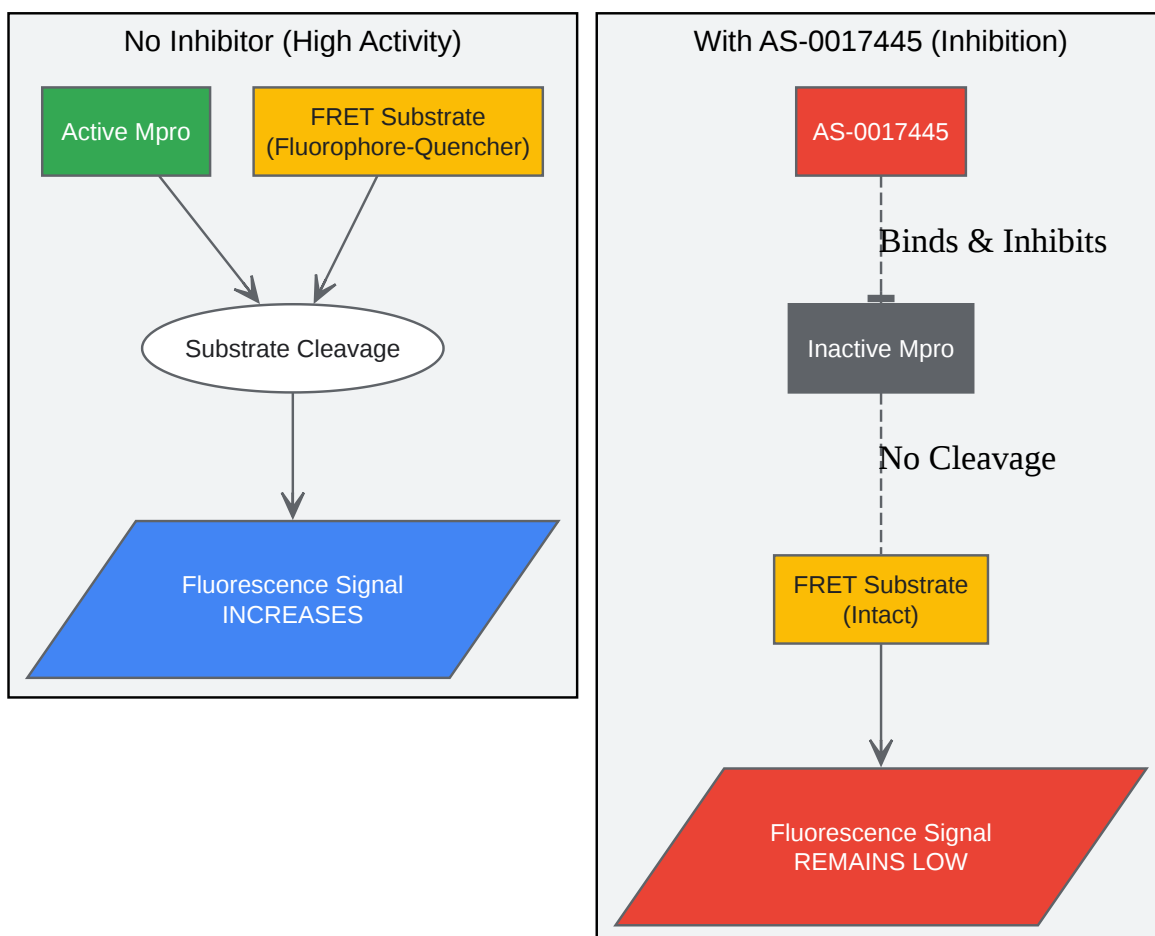 No Inhibitor (High Activity)
Active Mpro
FRET Substrate
(Fluorophore-Quencher)
Substrate Cleavage
Fluorescence Signal
INCREASES
With AS-0017445 (Inhibition)
AS-0017445
Binds & Inhibits
Inactive Mpro
No Cleavage
FRET Substrate
(Intact)
Fluorescence Signal
REMAINS LOW